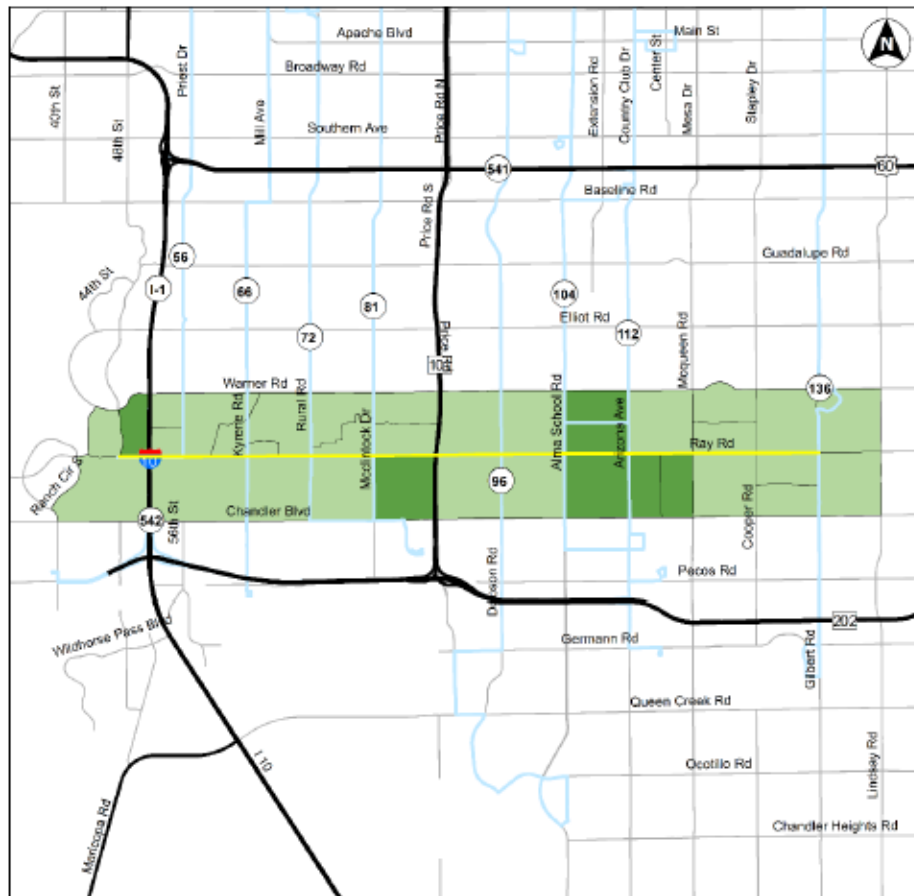 Apache Blvd
Main St
N
Broadway Rd
Priest Dr
Mill Ave
Price Rd N
Extension Rd
Country Club Dr
Center St
Mesa Dr
Stapley Dr
40th St
48th St
Southern Ave
541
60
Baseline Rd
Price Rd S
Guadalupe Rd
56
44th St
I-1
66
81
104
72
Elliot Rd
112
Price Rd
101
Mcqueen Rd
136
Warner Rd
Kyrene Rd
Rural Rd
Mcclintock Dr
Alma School Rd
Arizona Ave
Ray Rd
96
542
56th St
Chandler Blvd
Cooper Rd
Dobson Rd
Pecos Rd
202
Germann Rd
Gilbert Rd
Queen Creek Rd
Lindsay Rd
I 10
Ocotillo Rd
Maricopa Rd
Chandler Heights Rd